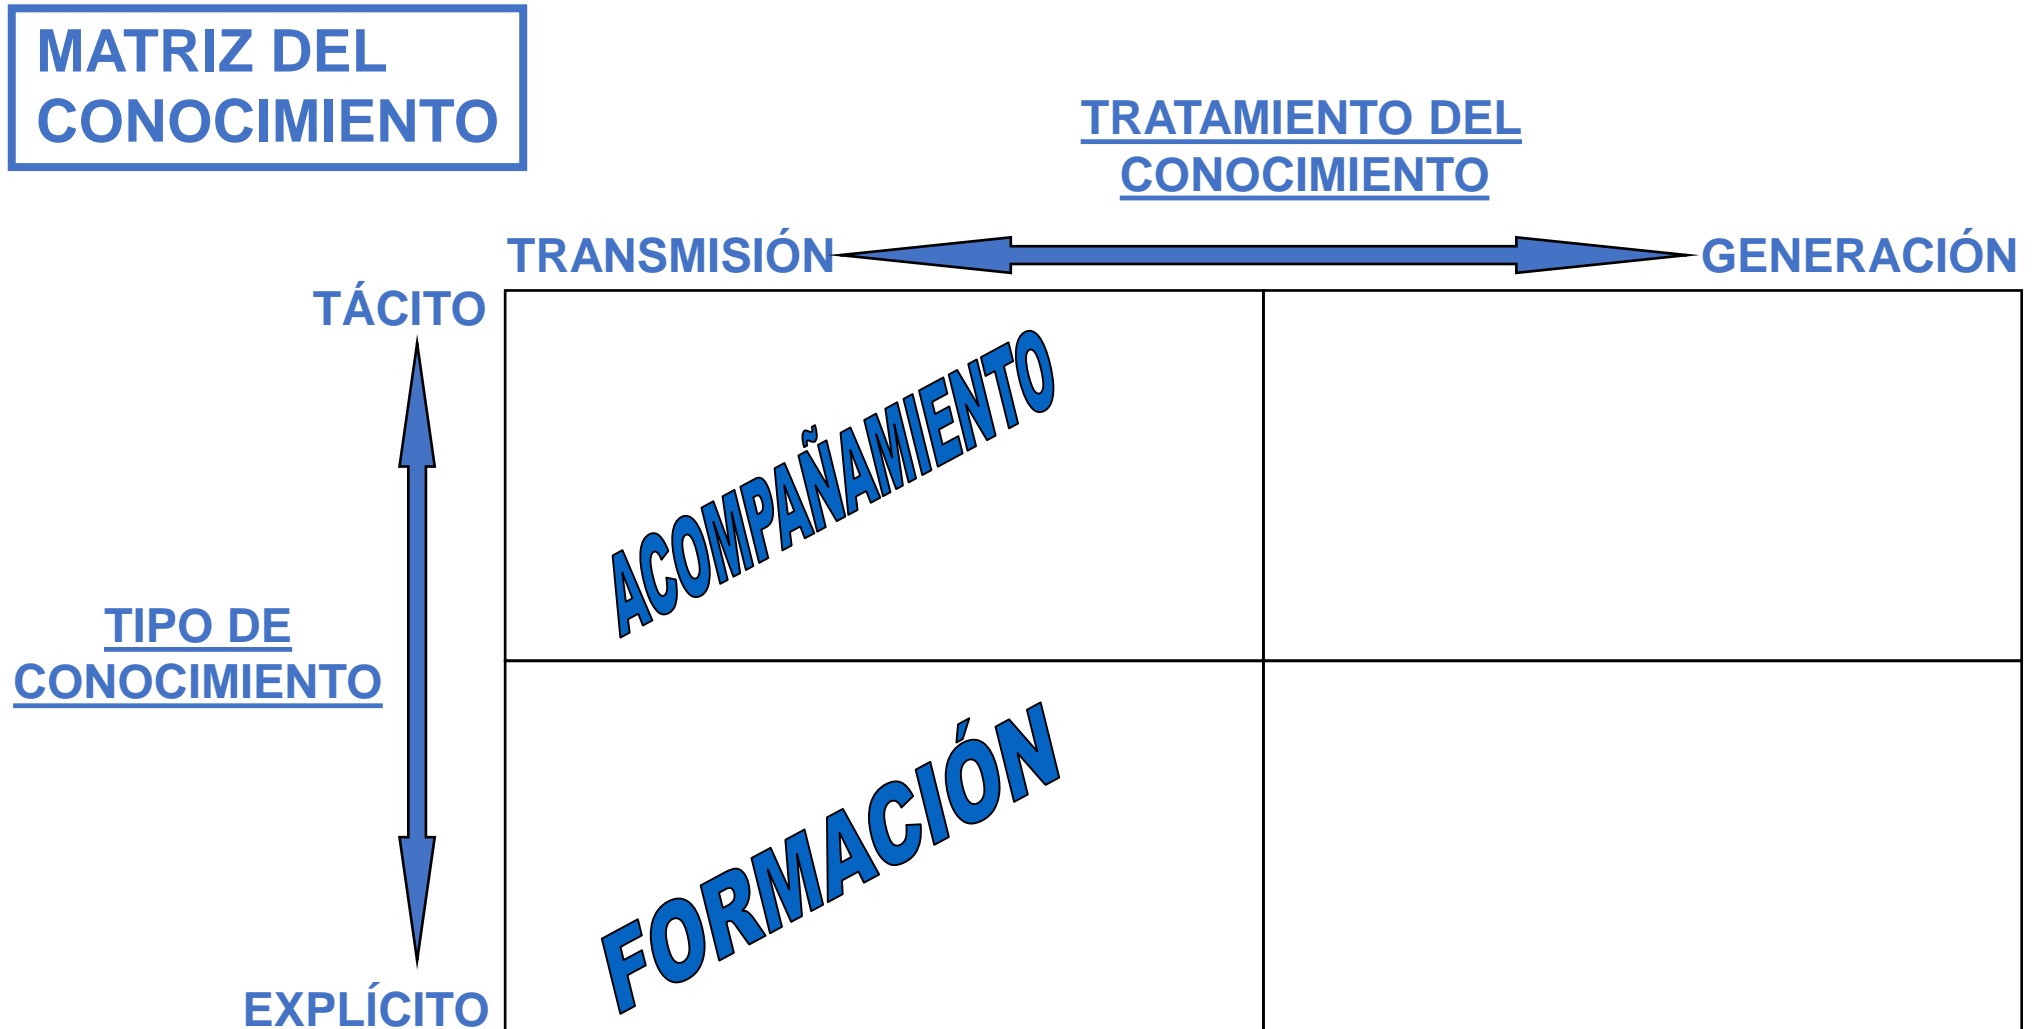 MATRIZ DEL
CONOCIMIENTO
TRATAMIENTO DEL
CONOCIMIENTO
TRANSMISIÓN
GENERACIÓN
TÁCITO
ACOMPAÑAMIENTO
TIPO DE
CONOCIMIENTO
FORMACIÓN
EXPLÍCITO